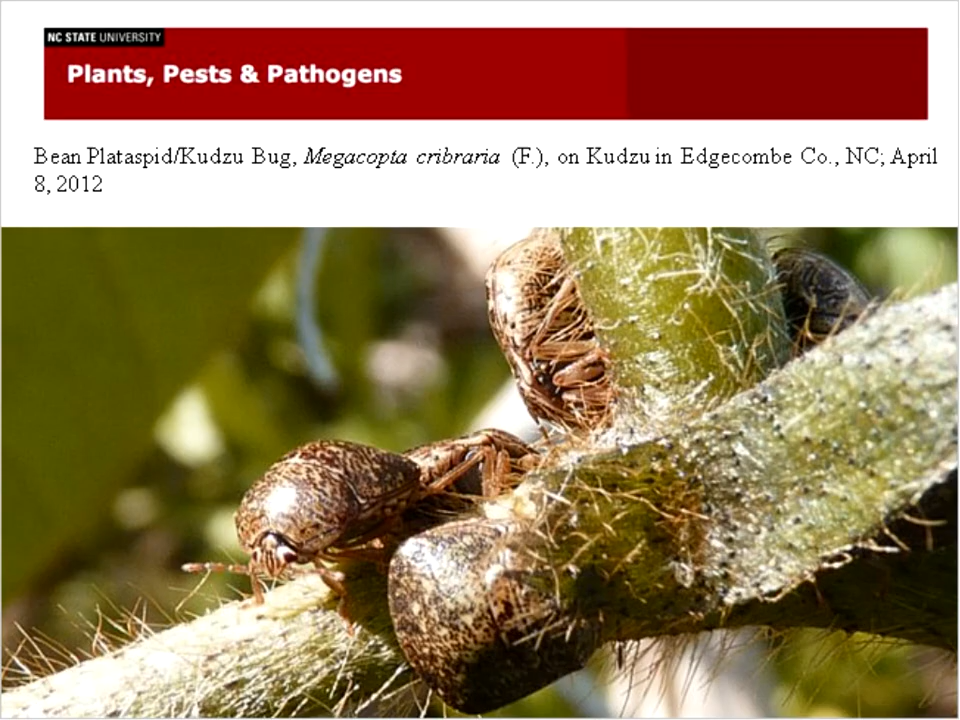 NC STATE UNIVERSITY
Plants, Pests & Pathogens
Bean Plataspid/Kudzu Bug, Megacopta cribraria (F.), on Kudzu in Edgecombe Co., NC; April
8, 2012